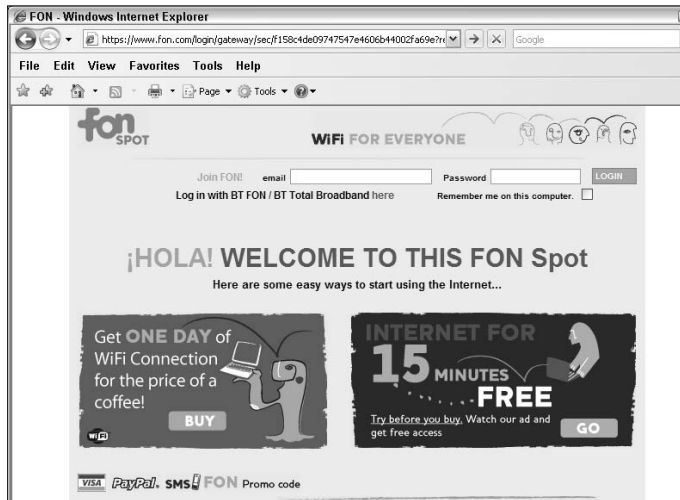 FON - Windows Internet Explorer
https://www.fon.com/login/gateway/sec/f158c4de09747547e4606b44002fa69e?re
Google
File Edit View Favorites Tools Help
Page Tools
fon SPOT
WiFi FOR EVERYONE
Join FON! email Password LOGIN
Log in with BT FON / BT Total Broadband here Remember me on this computer.
¡HOLA! WELCOME TO THIS FON Spot
Here are some easy ways to start using the Internet...
Get ONE DAY of
WiFi Connection
for the price of a
coffee!
BUY
WiFi
INTERNET FOR
15 MINUTES
FREE
Try before you buy. Watch our ad and
get free access
GO
VISA PayPal. SMS FON Promo code